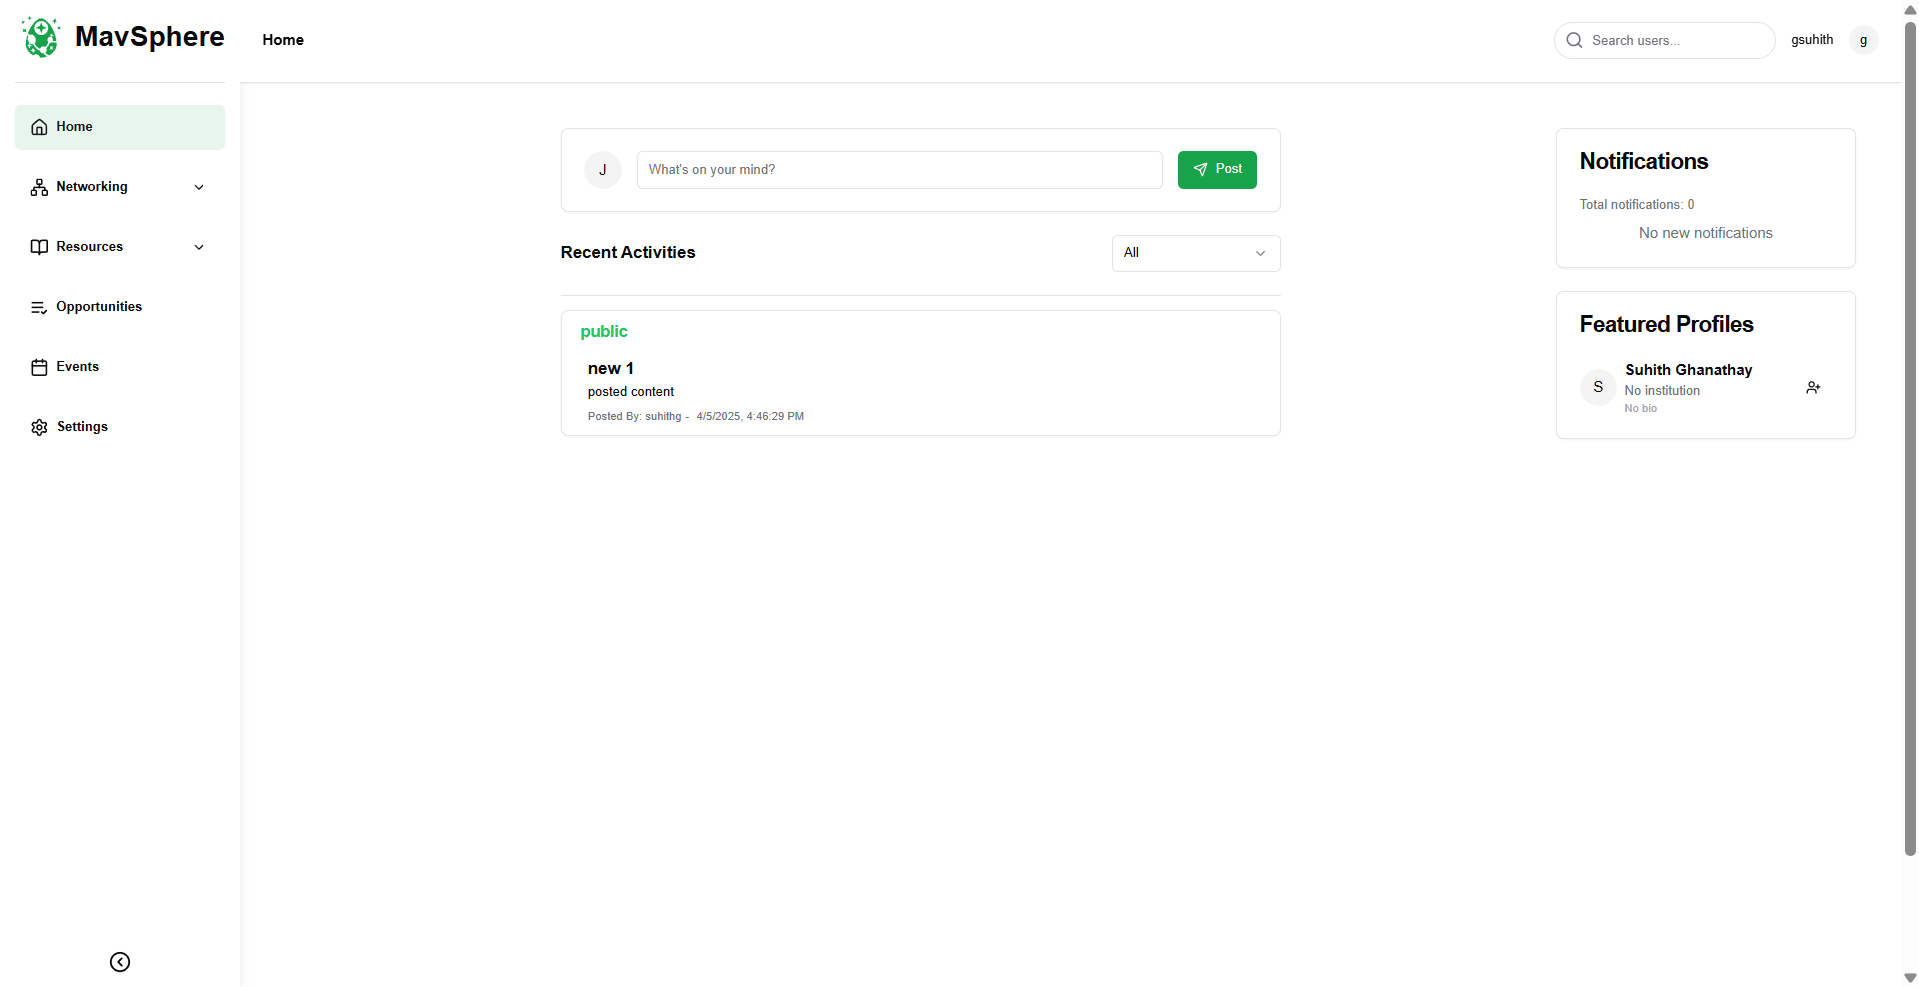 MavSphere
Home
Search users...
gsuhith
g
Home
Networking
Resources
Opportunities
Events
Settings
J
What's on your mind?
Post
Recent Activities
All
public
new 1
posted content
Posted By: suhithg - 4/5/2025, 4:46:29 PM
Notifications
Total notifications: 0
No new notifications
Featured Profiles
S
Suhith Ghanathay
No institution
No bio